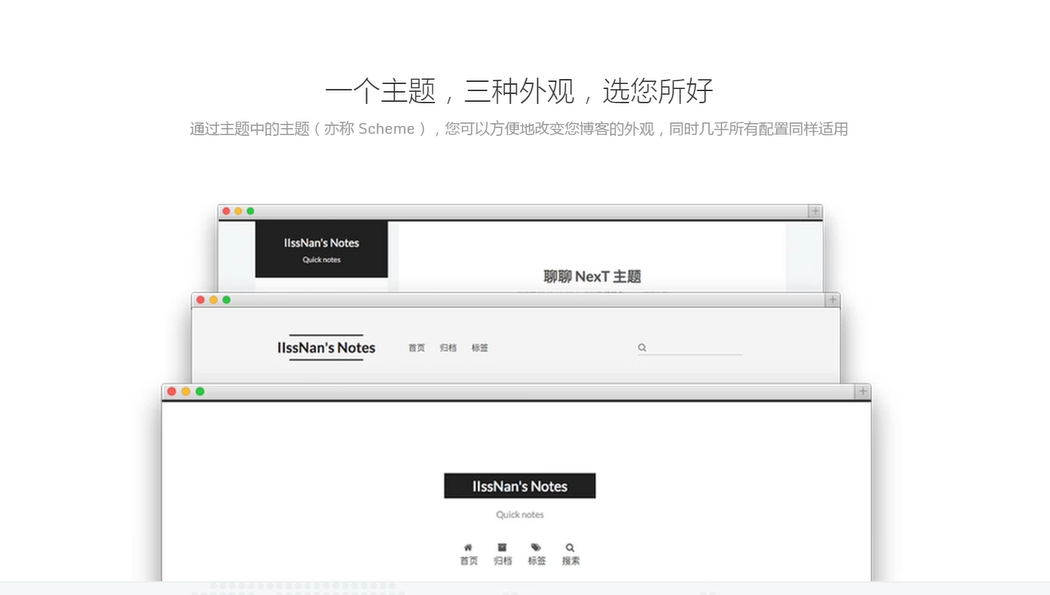 一个主题，三种外观，选您所好
通过主题中的主题（亦称 Scheme），您可以方便地改变您博客的外观，同时几乎所有配置同样适用
IIssNan's Notes
Quick notes
聊聊 NexT 主题
IIssNan's Notes 首页 归档 标签
IIssNan's Notes
Quick notes
首页 归档 标签 搜索